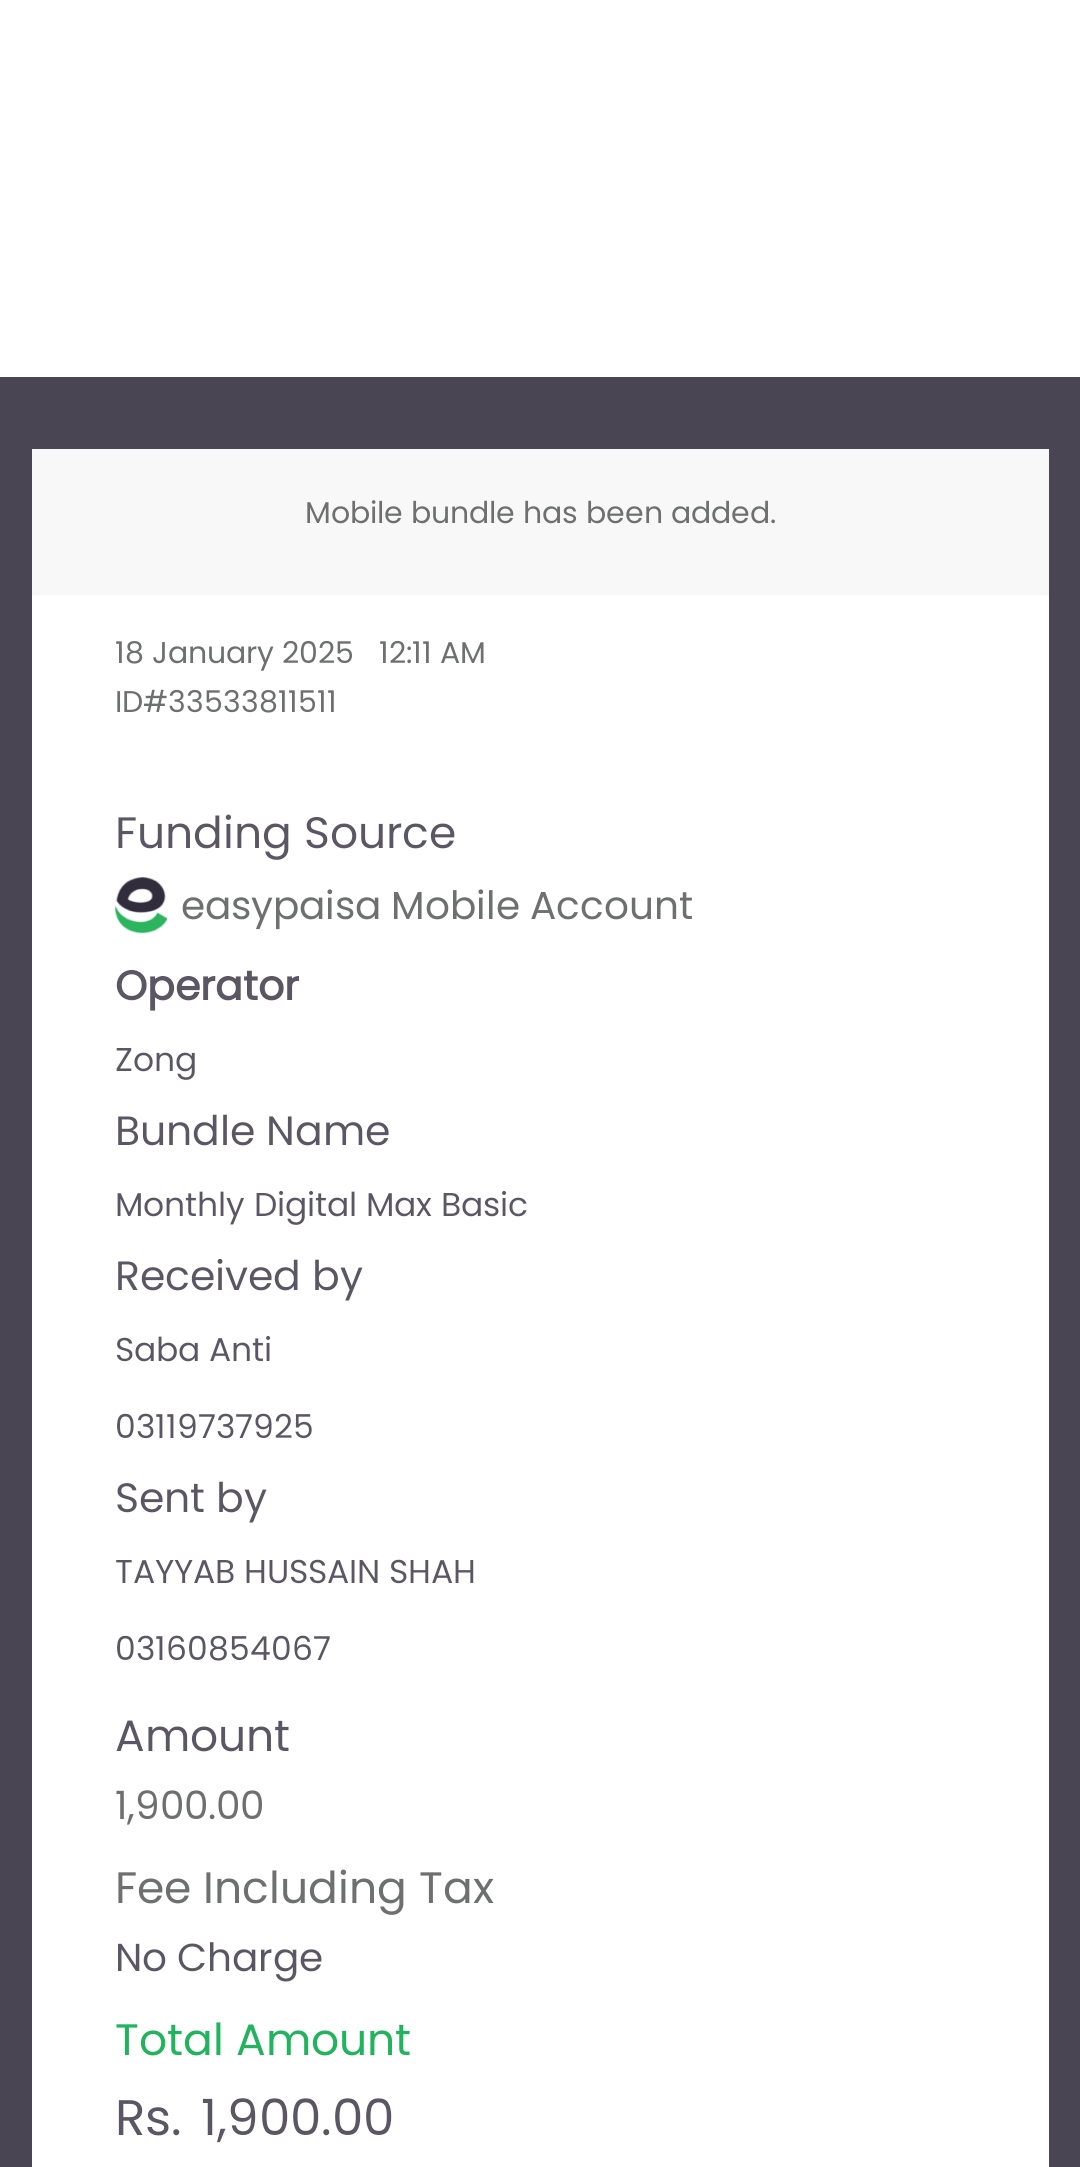 Mobile bundle has been added.
18 January 2025 12:11 AM
ID#33533811511
Funding Source
easypaisa Mobile Account
Operator
Zong
Bundle Name
Monthly Digital Max Basic
Received by
Saba Anti
03119737925
Sent by
TAYYAB HUSSAIN SHAH
03160854067
Amount
1,900.00
Fee Including Tax
No Charge
Total Amount
Rs. 1,900.00